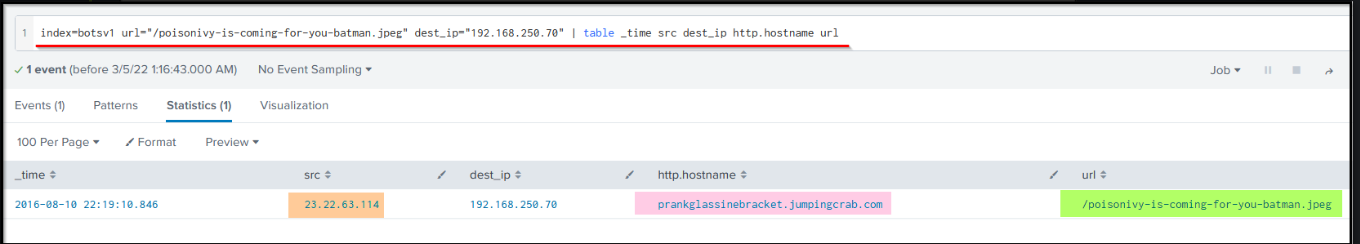 1 index=botsv1 url="/poisonivy-is-coming-for-you-batman.jpeg" dest_ip="192.168.250.70" | table _time src dest_ip http.hostname url
✓ 1 event (before 3/5/22 1:16:43.000 AM) No Event Sampling Job
Events (1) Patterns Statistics (1) Visualization
100 Per Page Format Preview
_time src dest_ip http.hostname url
2016-08-10 22:19:10.846 23.22.63.114 192.168.250.70 prankglassinebracket.jumpingcrab.com /poisonivy-is-coming-for-you-batman.jpeg